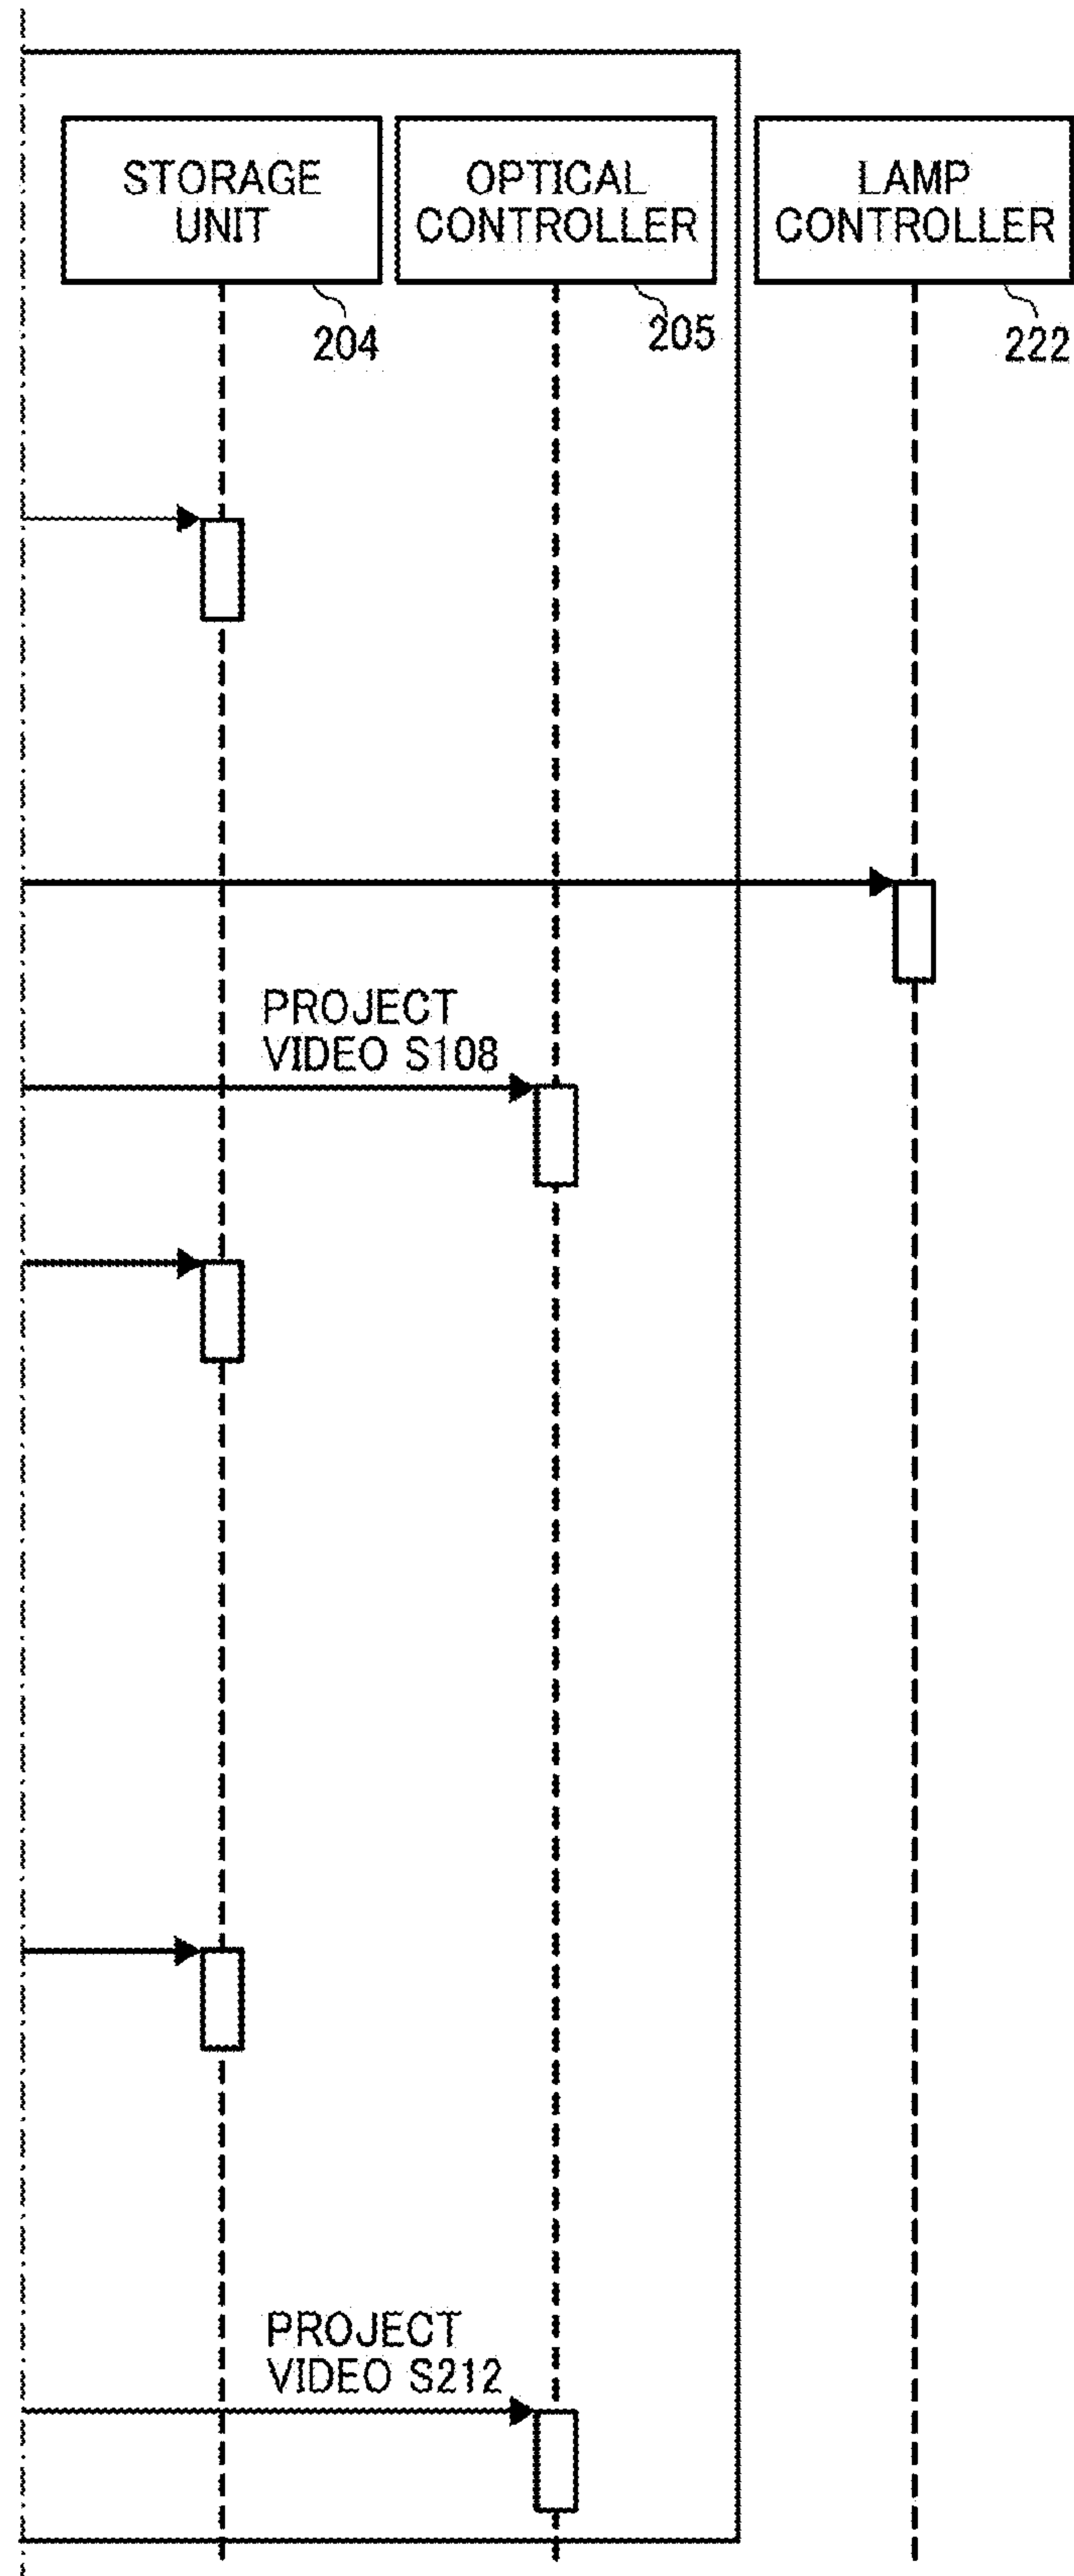 STORAGE
UNIT
OPTICAL
CONTROLLER
LAMP
CONTROLLER
204
205
222
PROJECT
VIDEO S108
PROJECT
VIDEO S212